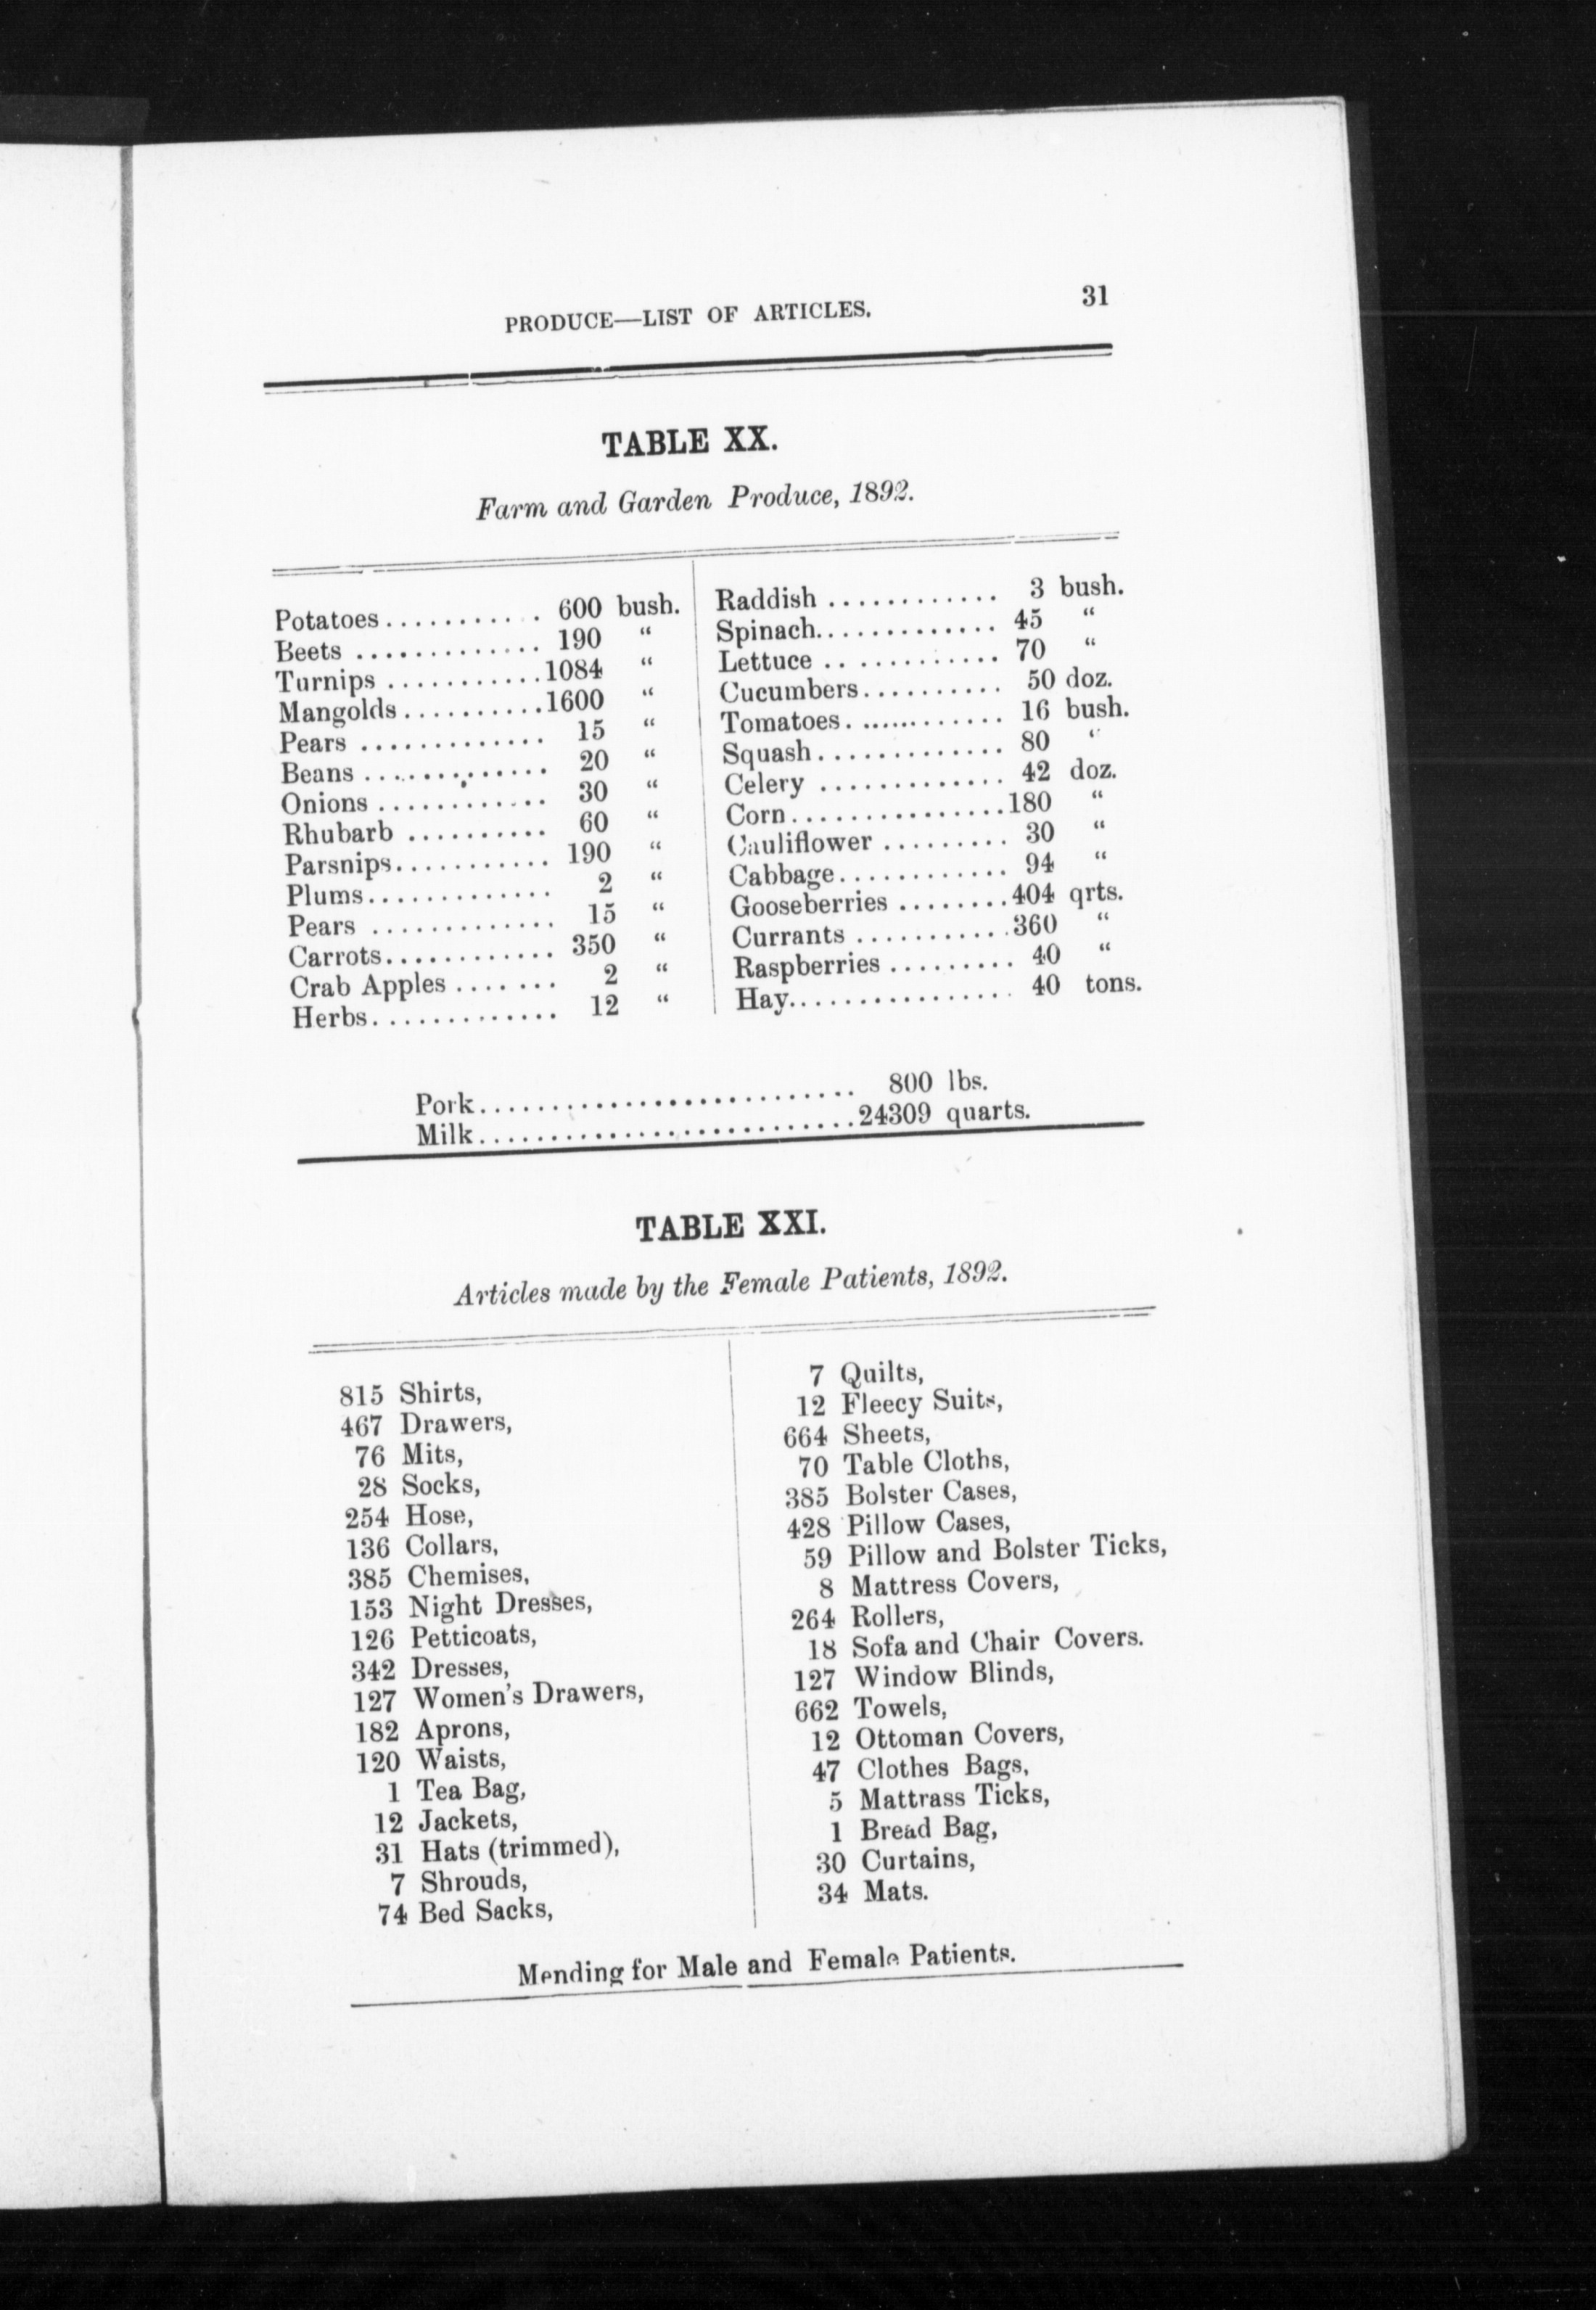 PRODUCE—LIST OF ARTICLES. 31
TABLE XX.
Farm and Garden Produce, 1892.
Potatoes........... 600 bush.
Beets ............. 190 “
Turnips ...........1084 “
Mangolds..........1600 “
Pears ............. 15 “
Beans ............. 20 “
Onions ............ 30 “
Rhubarb .......... 60 “
Parsnips........... 190 “
Plums............. 2 “
Pears ............. 15 “
Carrots............ 350 “
Crab Apples ....... 2 “
Herbs............. 12 “
Raddish ............ 3 bush.
Spinach............. 45 “
Lettuce ............ 70 “
Cucumbers.......... 50 doz.
Tomatoes............ 16 bush.
Squash............. 80 “
Celery ............. 42 doz.
Corn...............180 “
Cauliflower ......... 30 “
Cabbage............ 94 “
Gooseberries ........404 qrts.
Currants ...........360 “
Raspberries ......... 40 “
Hay................ 40 tons.
Pork.......................... 800 lbs.
Milk..........................24309 quarts.
TABLE XXI.
Articles made by the Female Patients, 1892.
815 Shirts,
467 Drawers,
76 Mits,
28 Socks,
254 Hose,
136 Collars,
385 Chemises,
153 Night Dresses,
126 Petticoats,
342 Dresses,
127 Women's Drawers,
182 Aprons,
120 Waists,
1 Tea Bag,
12 Jackets,
31 Hats (trimmed),
7 Shrouds,
74 Bed Sacks,
7 Quilts,
12 Fleecy Suits,
664 Sheets,
70 Table Cloths,
385 Bolster Cases,
428 Pillow Cases,
59 Pillow and Bolster Ticks,
8 Mattress Covers,
264 Rollers,
18 Sofa and Chair Covers.
127 Window Blinds,
662 Towels,
12 Ottoman Covers,
47 Clothes Bags,
5 Mattrass Ticks,
1 Bread Bag,
30 Curtains,
34 Mats.
Mending for Male and Female Patients.